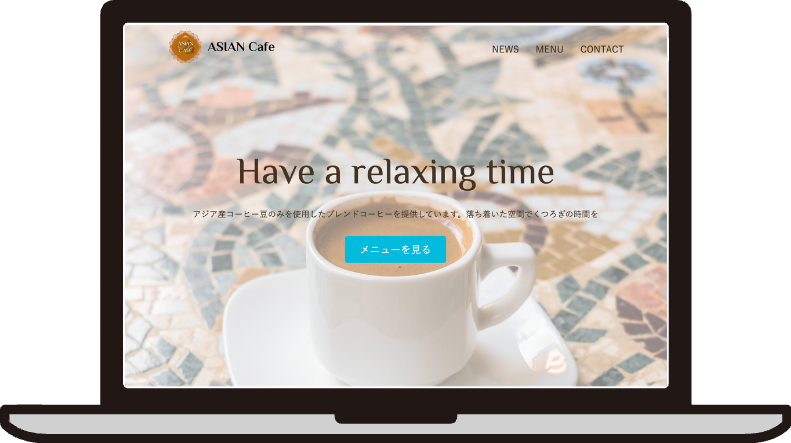 ASIAN Cafe
ASIAN Cafe
NEWS MENU CONTACT
Have a relaxing time
アジア産コーヒー豆のみを使用したブレンドコーヒーを提供しています。落ち着いた空間でくつろぎの時間を
メニューを見る